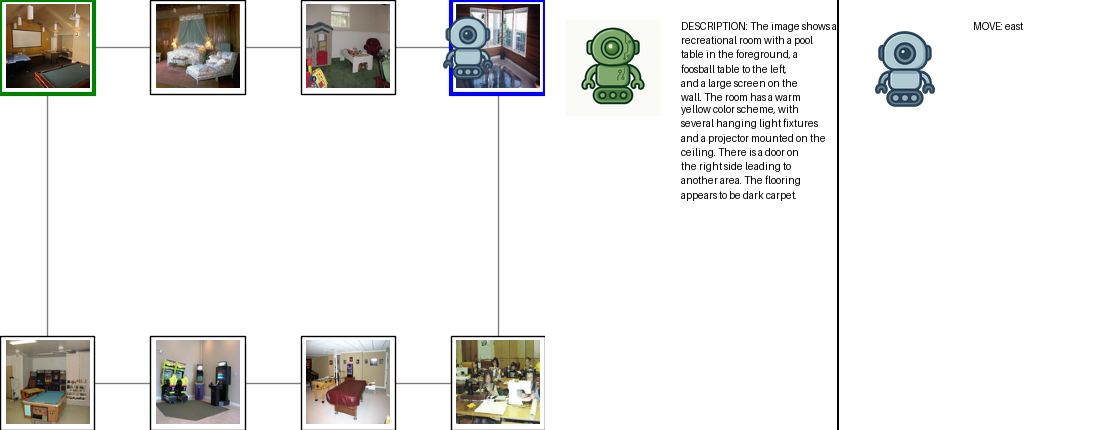 DESCRIPTION: The image shows a
recreational room with a pool
table in the foreground, a
foosball table to the left,
and a large screen on the
wall. The room has a warm
yellow color scheme, with
several hanging light fixtures
and a projector mounted on the
ceiling. There is a door on
the right side leading to
another area. The flooring
appears to be dark carpet.
MOVE: east